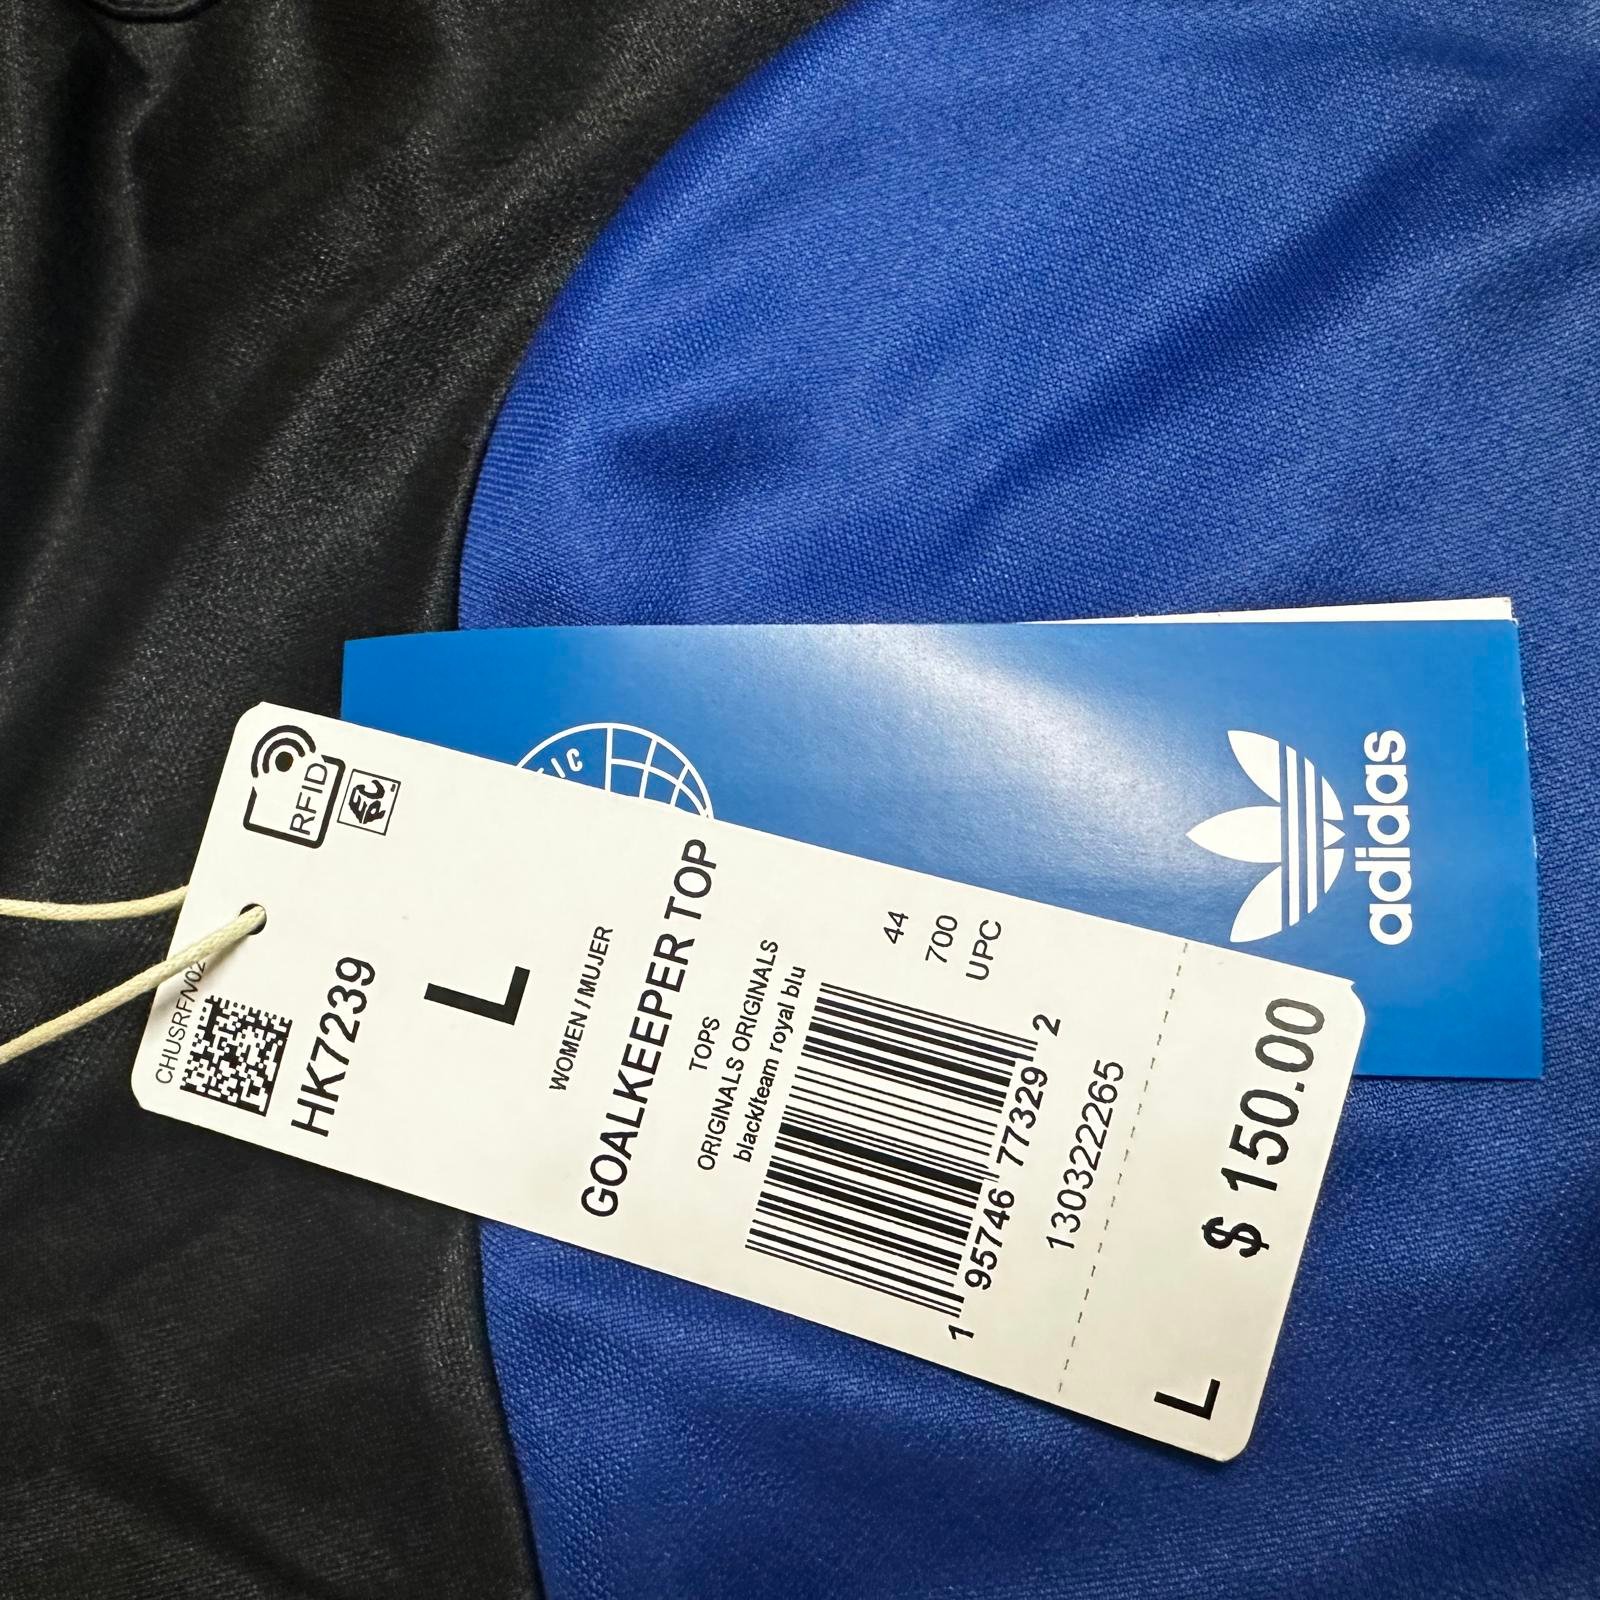 RFID
CHUSRFN02
HK7239
L
WOMEN / MUJER
GOALKEEPER TOP
TOPS
ORIGINALS ORIGINALS
black/team royal blu
44
700
UPC
1 95746 77329 2
13032265
$ 150.00
L
adidas